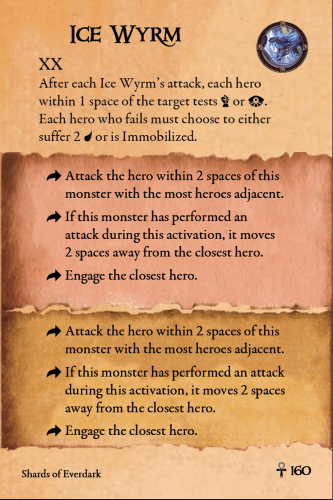 Ice Wyrm
XX
After each Ice Wyrm's attack, each hero
within 1 space of the target tests or .
Each hero who fails must choose to either
suffer 2 or is Immobilized.
Attack the hero within 2 spaces of this
monster with the most heroes adjacent.
If this monster has performed an
attack during this activation, it moves
2 spaces away from the closest hero.
Engage the closest hero.
Attack the hero within 2 spaces of this
monster with the most heroes adjacent.
If this monster has performed an attack
during this activation, it moves 2 spaces
away from the closest hero.
Engage the closest hero.
Shards of Everdark
160